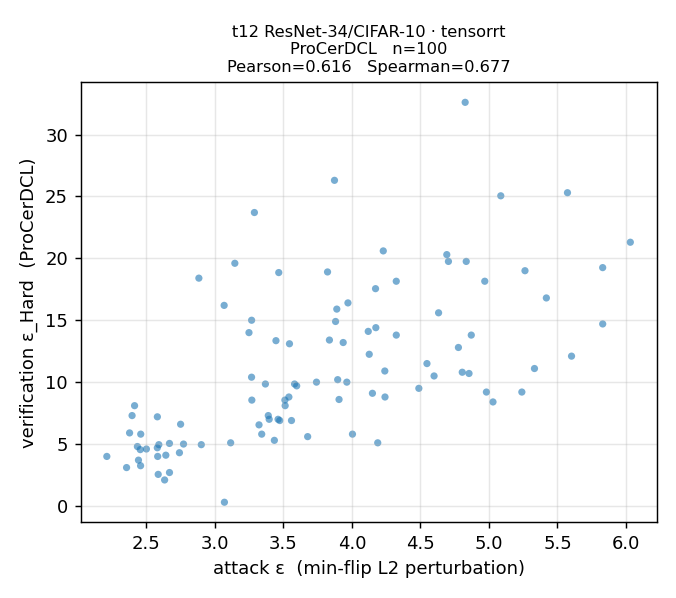 t12 ResNet-34/CIFAR-10 · tensorrt
ProCerDCL   n=100
Pearson=0.616   Spearman=0.677
verification ε_Hard  (ProCerDCL)
30
25
20
15
10
5
0
2.5 3.0 3.5 4.0 4.5 5.0 5.5 6.0
attack ε  (min-flip L2 perturbation)